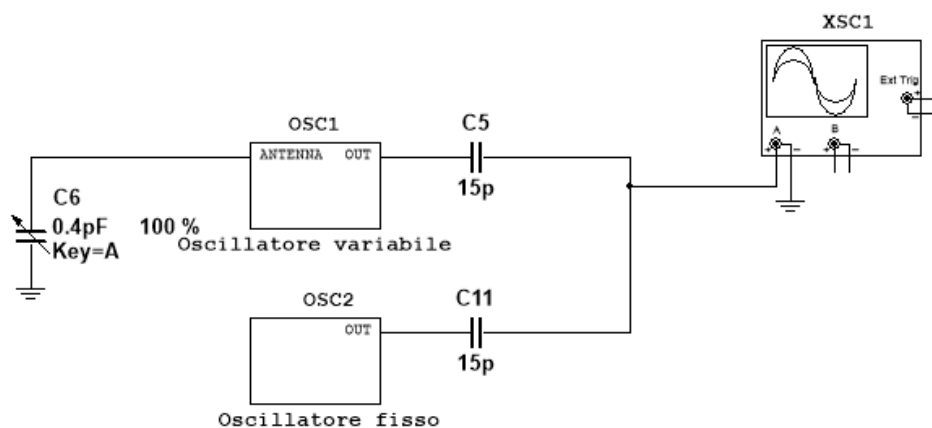 XSC1
Ext Trig
+
−
A
B
+
−
+
−
OSC1
ANTENNA OUT
C5
15p
C6
0.4pF 100 %
Key=A
Oscillatore variabile
OSC2
OUT
C11
15p
Oscillatore fisso